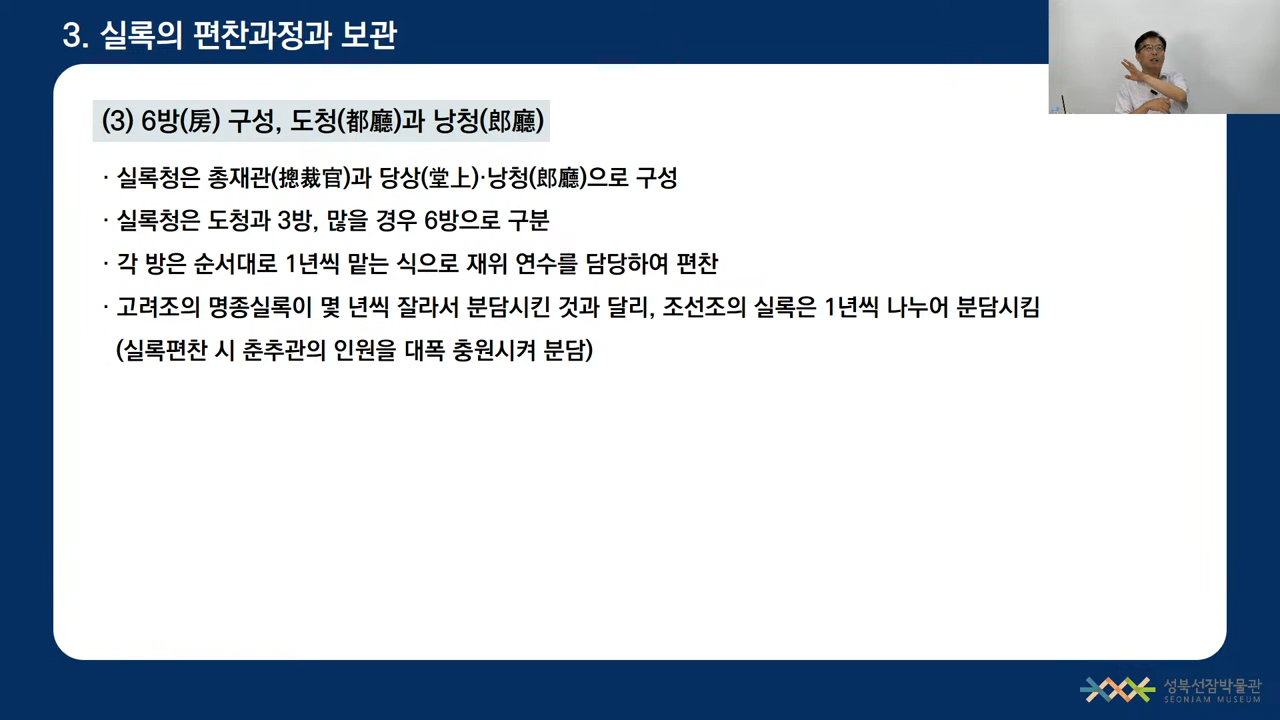 3. 실록의 편찬과정과 보관
(3) 6방(房) 구성, 도청(都廳)과 낭청(郎廳)
· 실록청은 총재관(摠裁官)과 당상(堂上)·낭청(郎廳)으로 구성
· 실록청은 도청과 3방, 많을 경우 6방으로 구분
· 각 방은 순서대로 1년씩 맡는 식으로 재위 연수를 담당하여 편찬
· 고려조의 명종실록이 몇 년씩 잘라서 분담시킨 것과 달리, 조선조의 실록은 1년씩 나누어 분담시킴
(실록편찬 시 춘추관의 인원을 대폭 충원시켜 분담)
성북선잠박물관
SEONJAM MUSEUM